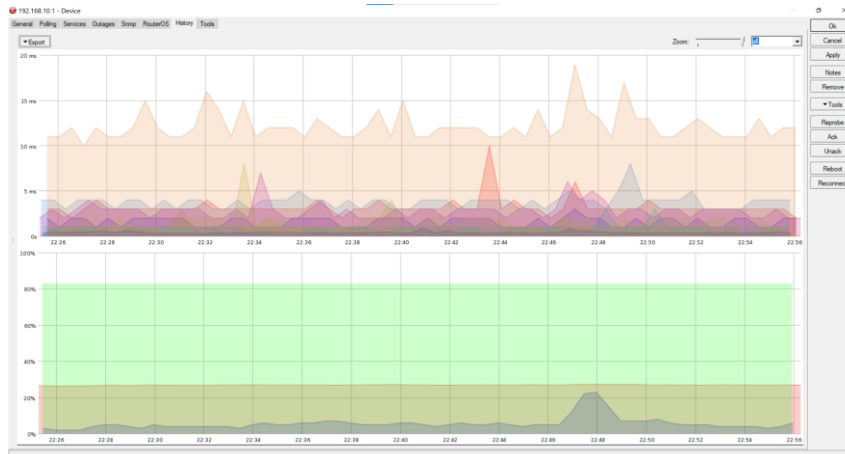 192.168.10.1 - Device
General Polling Services Outages Snmp RouterOS History Tools
Export
Zoom:
Ok
Cancel
Apply
Notes
Remove
Tools
Reprobe
Ack
Unack
Reboot
Reconnect
20 ms
15 ms
10 ms
5 ms
0s
22:26 22:28 22:30 22:32 22:34 22:36 22:38 22:40 22:42 22:44 22:46 22:48 22:50 22:52 22:54 22:56
100%
80%
60%
40%
20%
0%
22:26 22:28 22:30 22:32 22:34 22:36 22:38 22:40 22:42 22:44 22:46 22:48 22:50 22:52 22:54 22:56